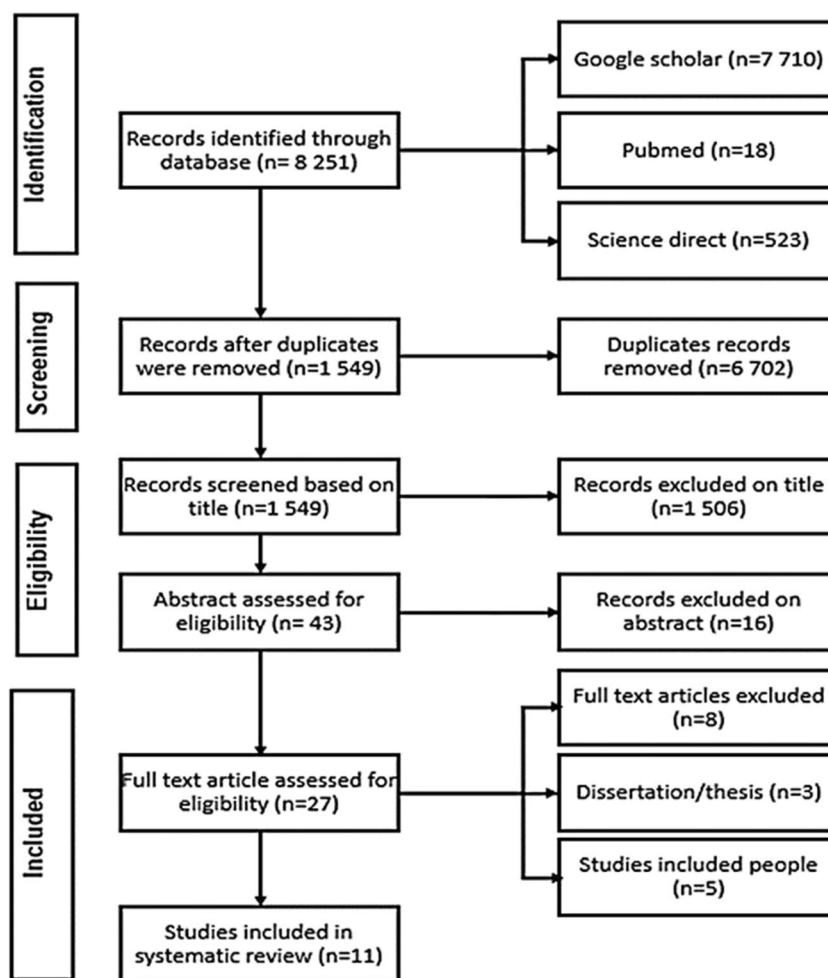 Identification
Records identified through
database (n= 8 251)
Google scholar (n=7 710)
Pubmed (n=18)
Science direct (n=523)
Screening
Records after duplicates
were removed (n=1 549)
Duplicates records
removed (n=6 702)
Eligibility
Records screened based on
title (n=1 549)
Records excluded on title
(n=1 506)
Abstract assessed for
eligibility (n= 43)
Records excluded on
abstract (n=16)
Included
Full text article assessed for
eligibility (n=27)
Full text articles excluded
(n=8)
Dissertation/thesis (n=3)
Studies included people
(n=5)
Studies included in
systematic review (n=11)